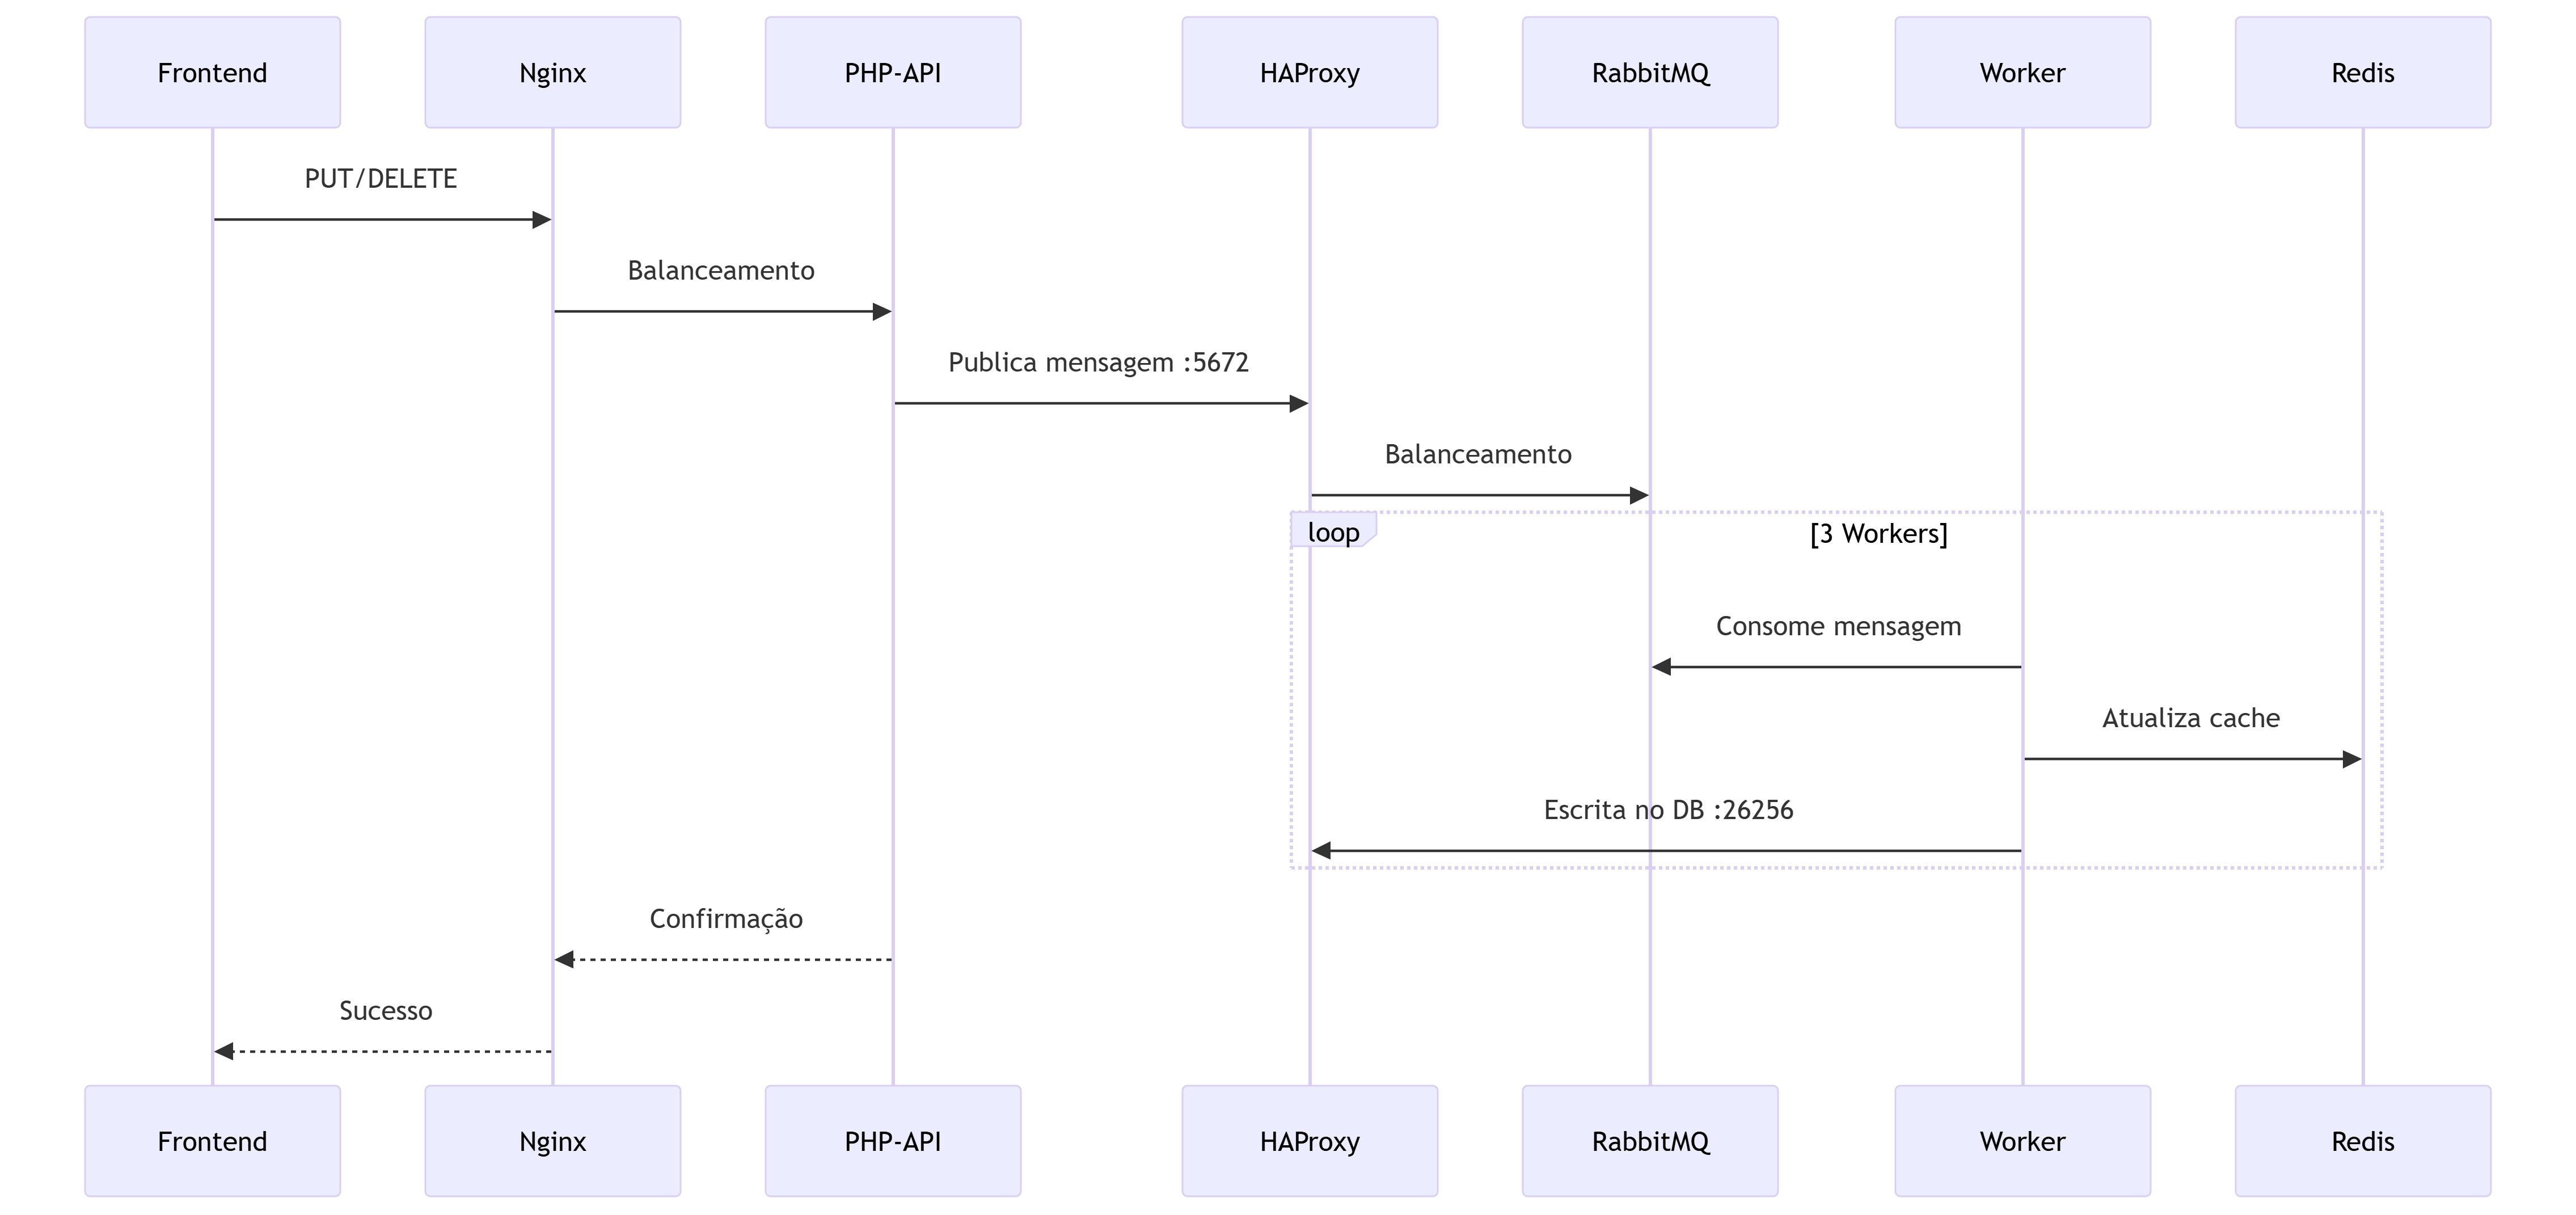 Frontend
Nginx
PHP-API
HAProxy
RabbitMQ
Worker
Redis
PUT/DELETE
Balanceamento
Publica mensagem :5672
Balanceamento
loop
[3 Workers]
Consome mensagem
Atualiza cache
Escrita no DB :26256
Confirmação
Sucesso
Frontend
Nginx
PHP-API
HAProxy
RabbitMQ
Worker
Redis